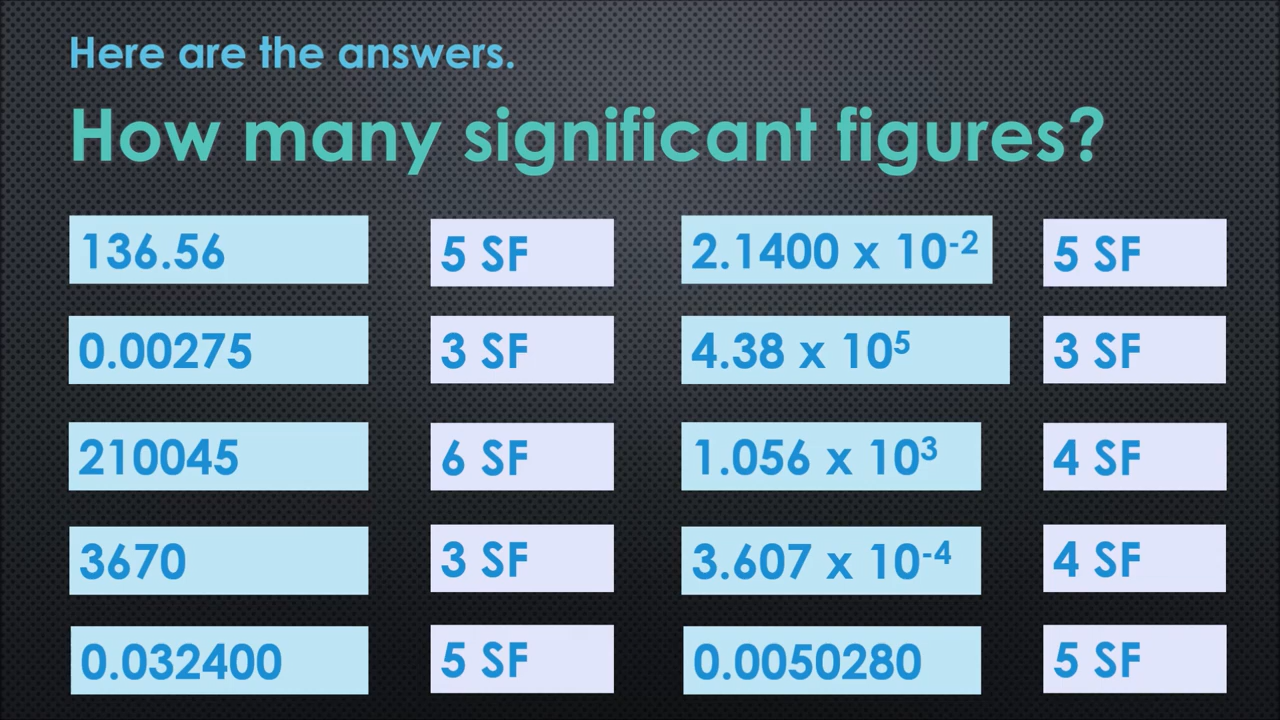 Here are the answers.
How many significant figures?
136.56 5 SF 2.1400 x 10⁻² 5 SF
0.00275 3 SF 4.38 x 10⁵ 3 SF
210045 6 SF 1.056 x 10³ 4 SF
3670 3 SF 3.607 x 10⁻⁴ 4 SF
0.032400 5 SF 0.0050280 5 SF